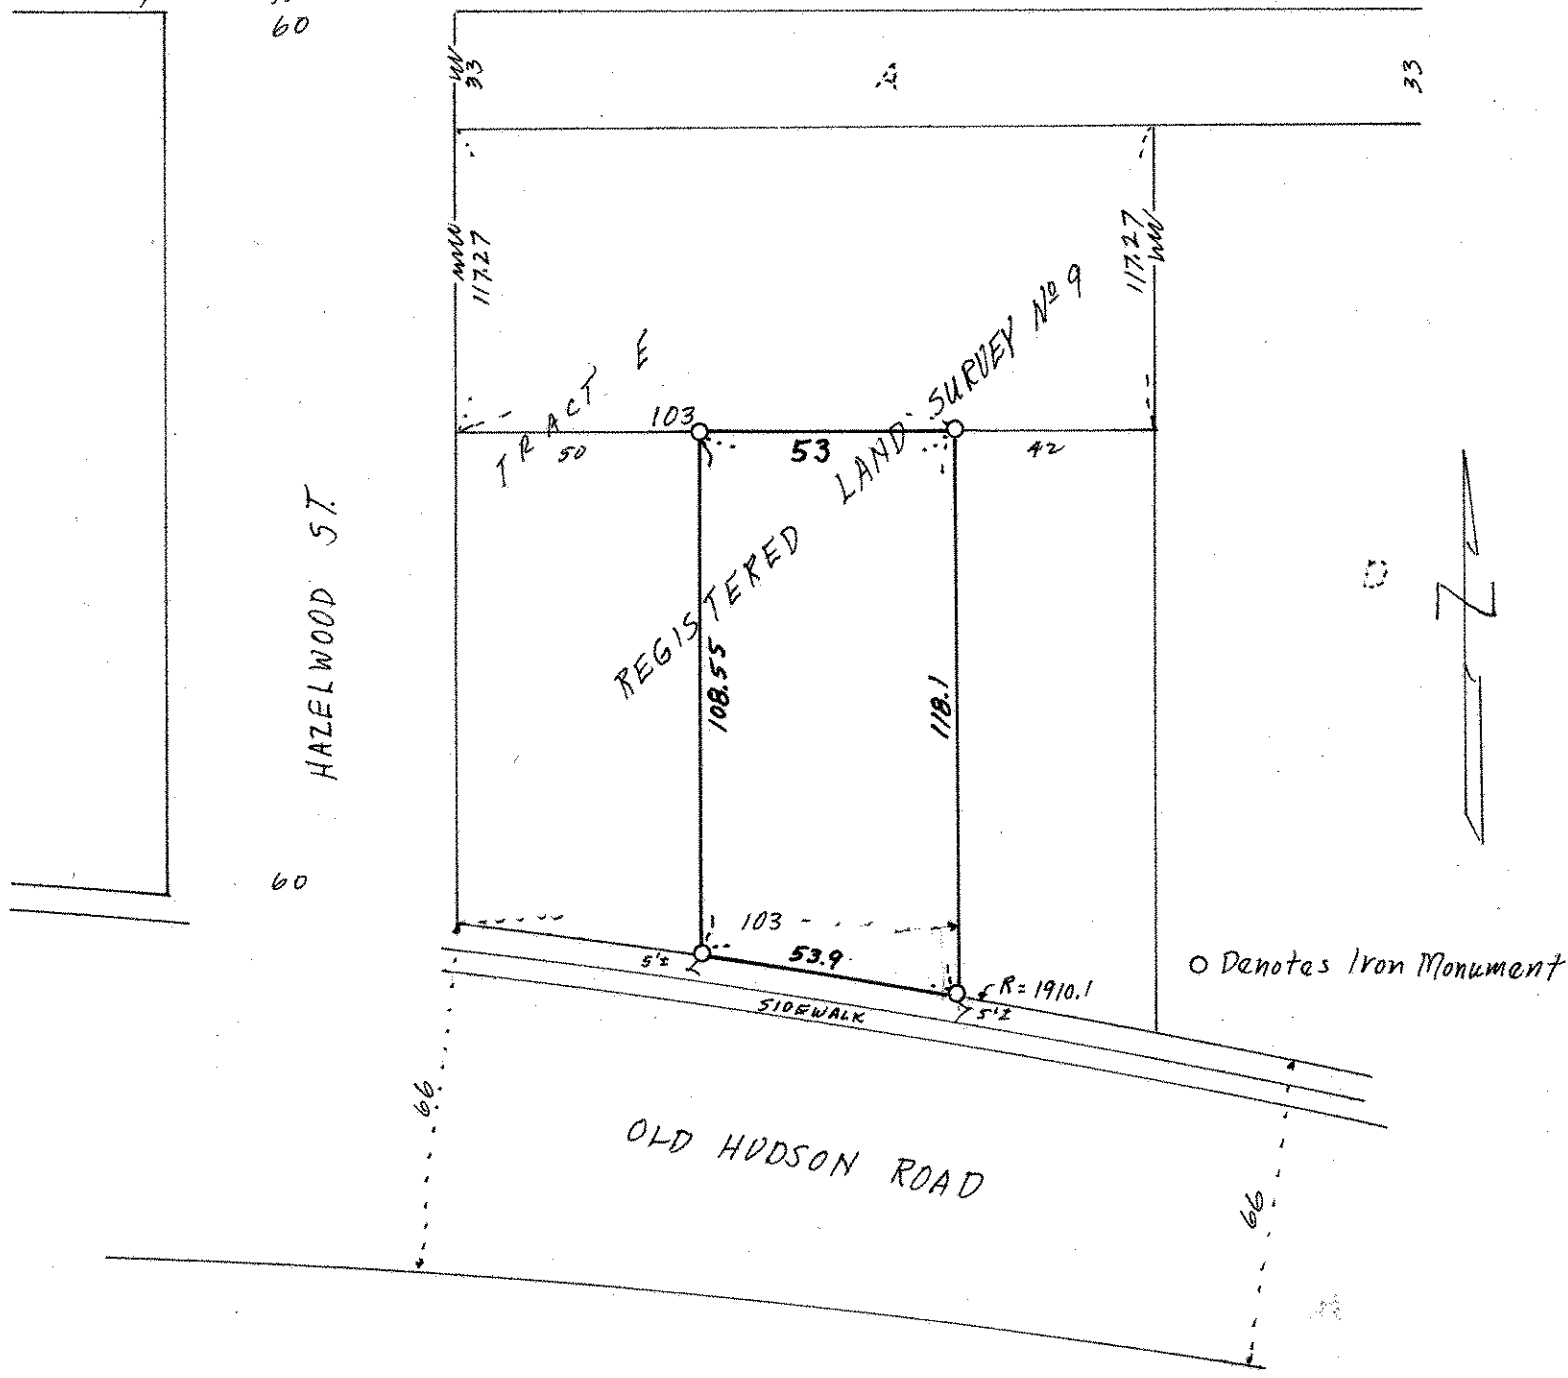 60
33
33
117.27
117.27
TRACT E
REGISTERED LAND SURVEY Nº 9
103
50
53
42
HAZELWOOD ST.
108.55
118.1
N
60
103
5'±
53.9
R=1910.1
5'±
SIDEWALK
O Denotes Iron Monument
66
OLD HUDSON ROAD
66